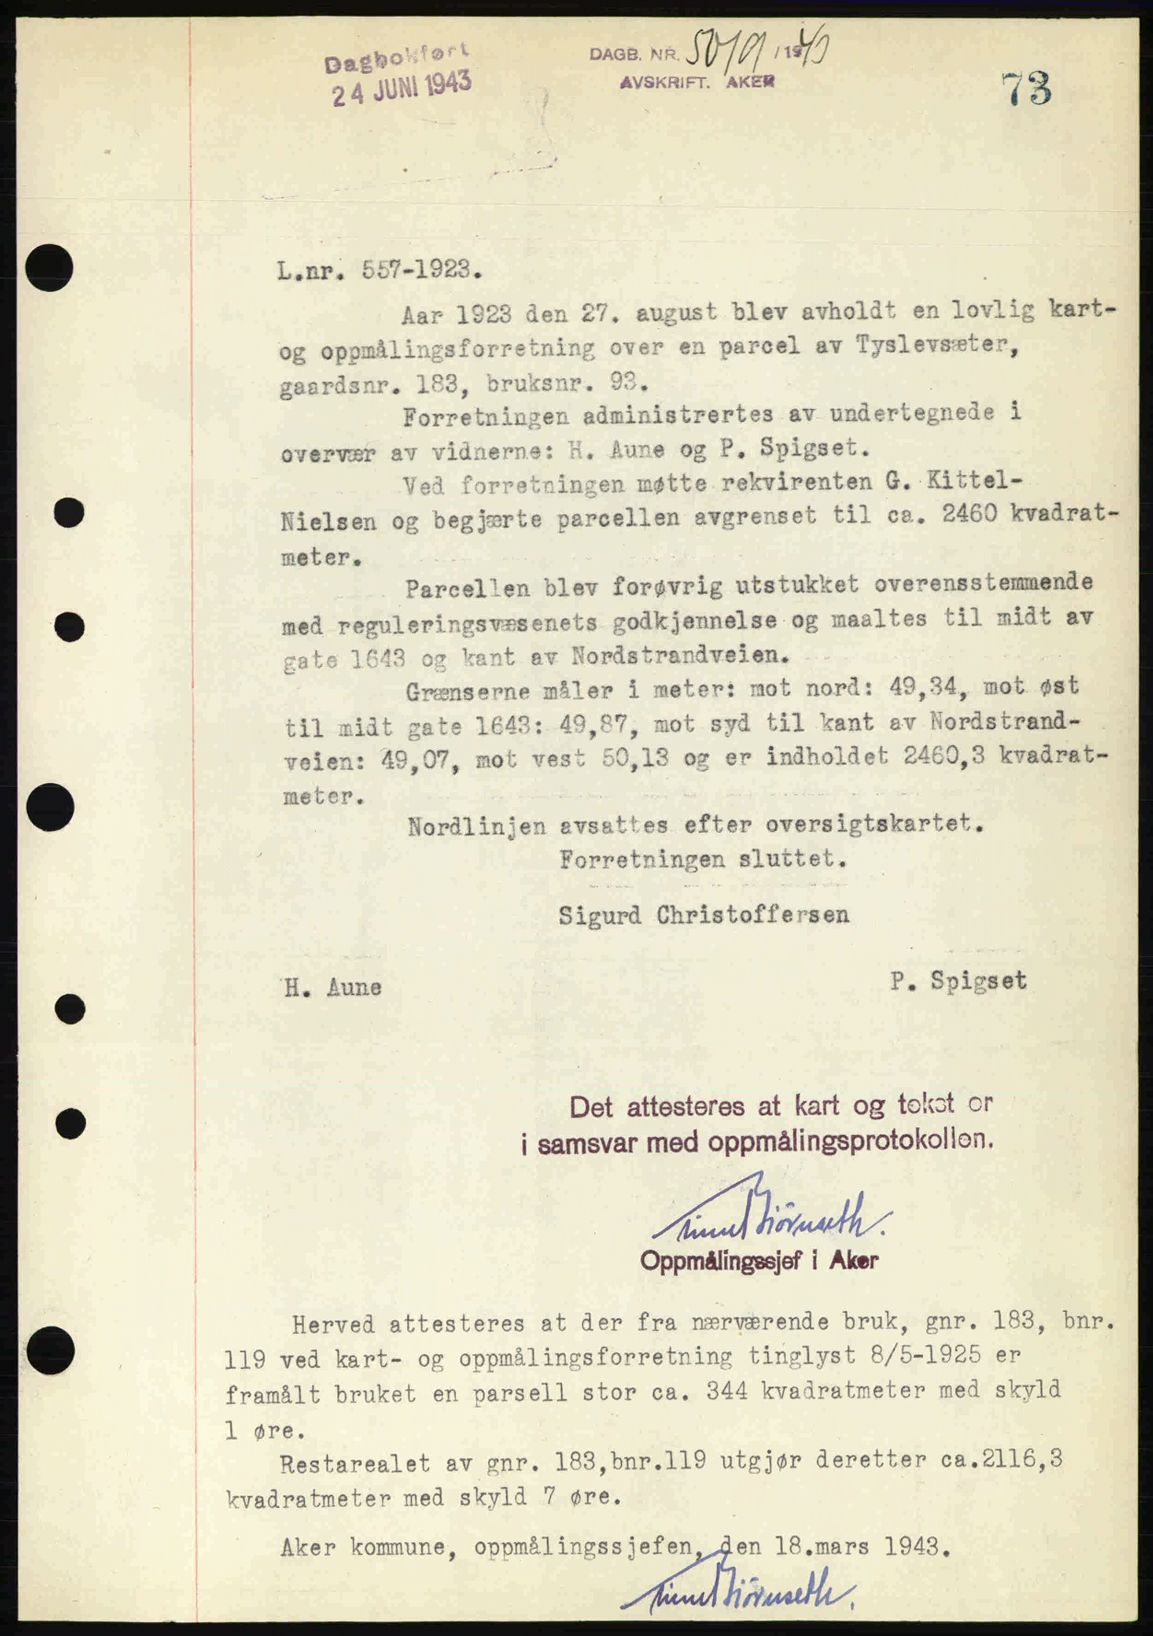 Dagbokført
24 JUNI 1943
DAGB. NR. 5019 / 1943
AVSKRIFT. AKER
73
L.nr. 557-1923.
Aar 1923 den 27. august blev avholdt en lovlig kart-
og oppmålingsforretning over en parcel av Tyslevsæter,
gaardsnr. 183, bruksnr. 93.
Forretningen administrertes av undertegnede i
overvær av vidnerne: H. Aune og P. Spigset.
Ved forretningen møtte rekvirenten G. Kittel-
Nielsen og begjærte parcellen avgrenset til ca. 2460 kvadrat-
meter.
Parcellen blev forøvrig utstukket overensstemmende
med reguleringsvæsenets godkjennelse og maaltes til midt av
gate 1643 og kant av Nordstrandveien.
Grænserne måler i meter: mot nord: 49,34, mot øst
til midt gate 1643: 49,87, mot syd til kant av Nordstrand-
veien: 49,07, mot vest 50,13 og er indholdet 2460,3 kvadrat-
meter.
Nordlinjen avsattes efter oversigtskartet.
Forretningen sluttet.
Sigurd Christoffersen
H. Aune
P. Spigset
Det attesteres at kart og tekst er
i samsvar med oppmålingsprotokollen.
Oppmålingssjef i Aker
Herved attesteres at der fra nærværende bruk, gnr. 183, bnr.
119 ved kart- og oppmålingsforretning tinglyst 8/5-1925 er
framålt bruket en parsell stor ca. 344 kvadratmeter med skyld
1 øre.
Restarealet av gnr. 183,bnr.119 utgjør deretter ca.2116,3
kvadratmeter med skyld 7 øre.
Aker kommune, oppmålingssjefen, den 18.mars 1943.